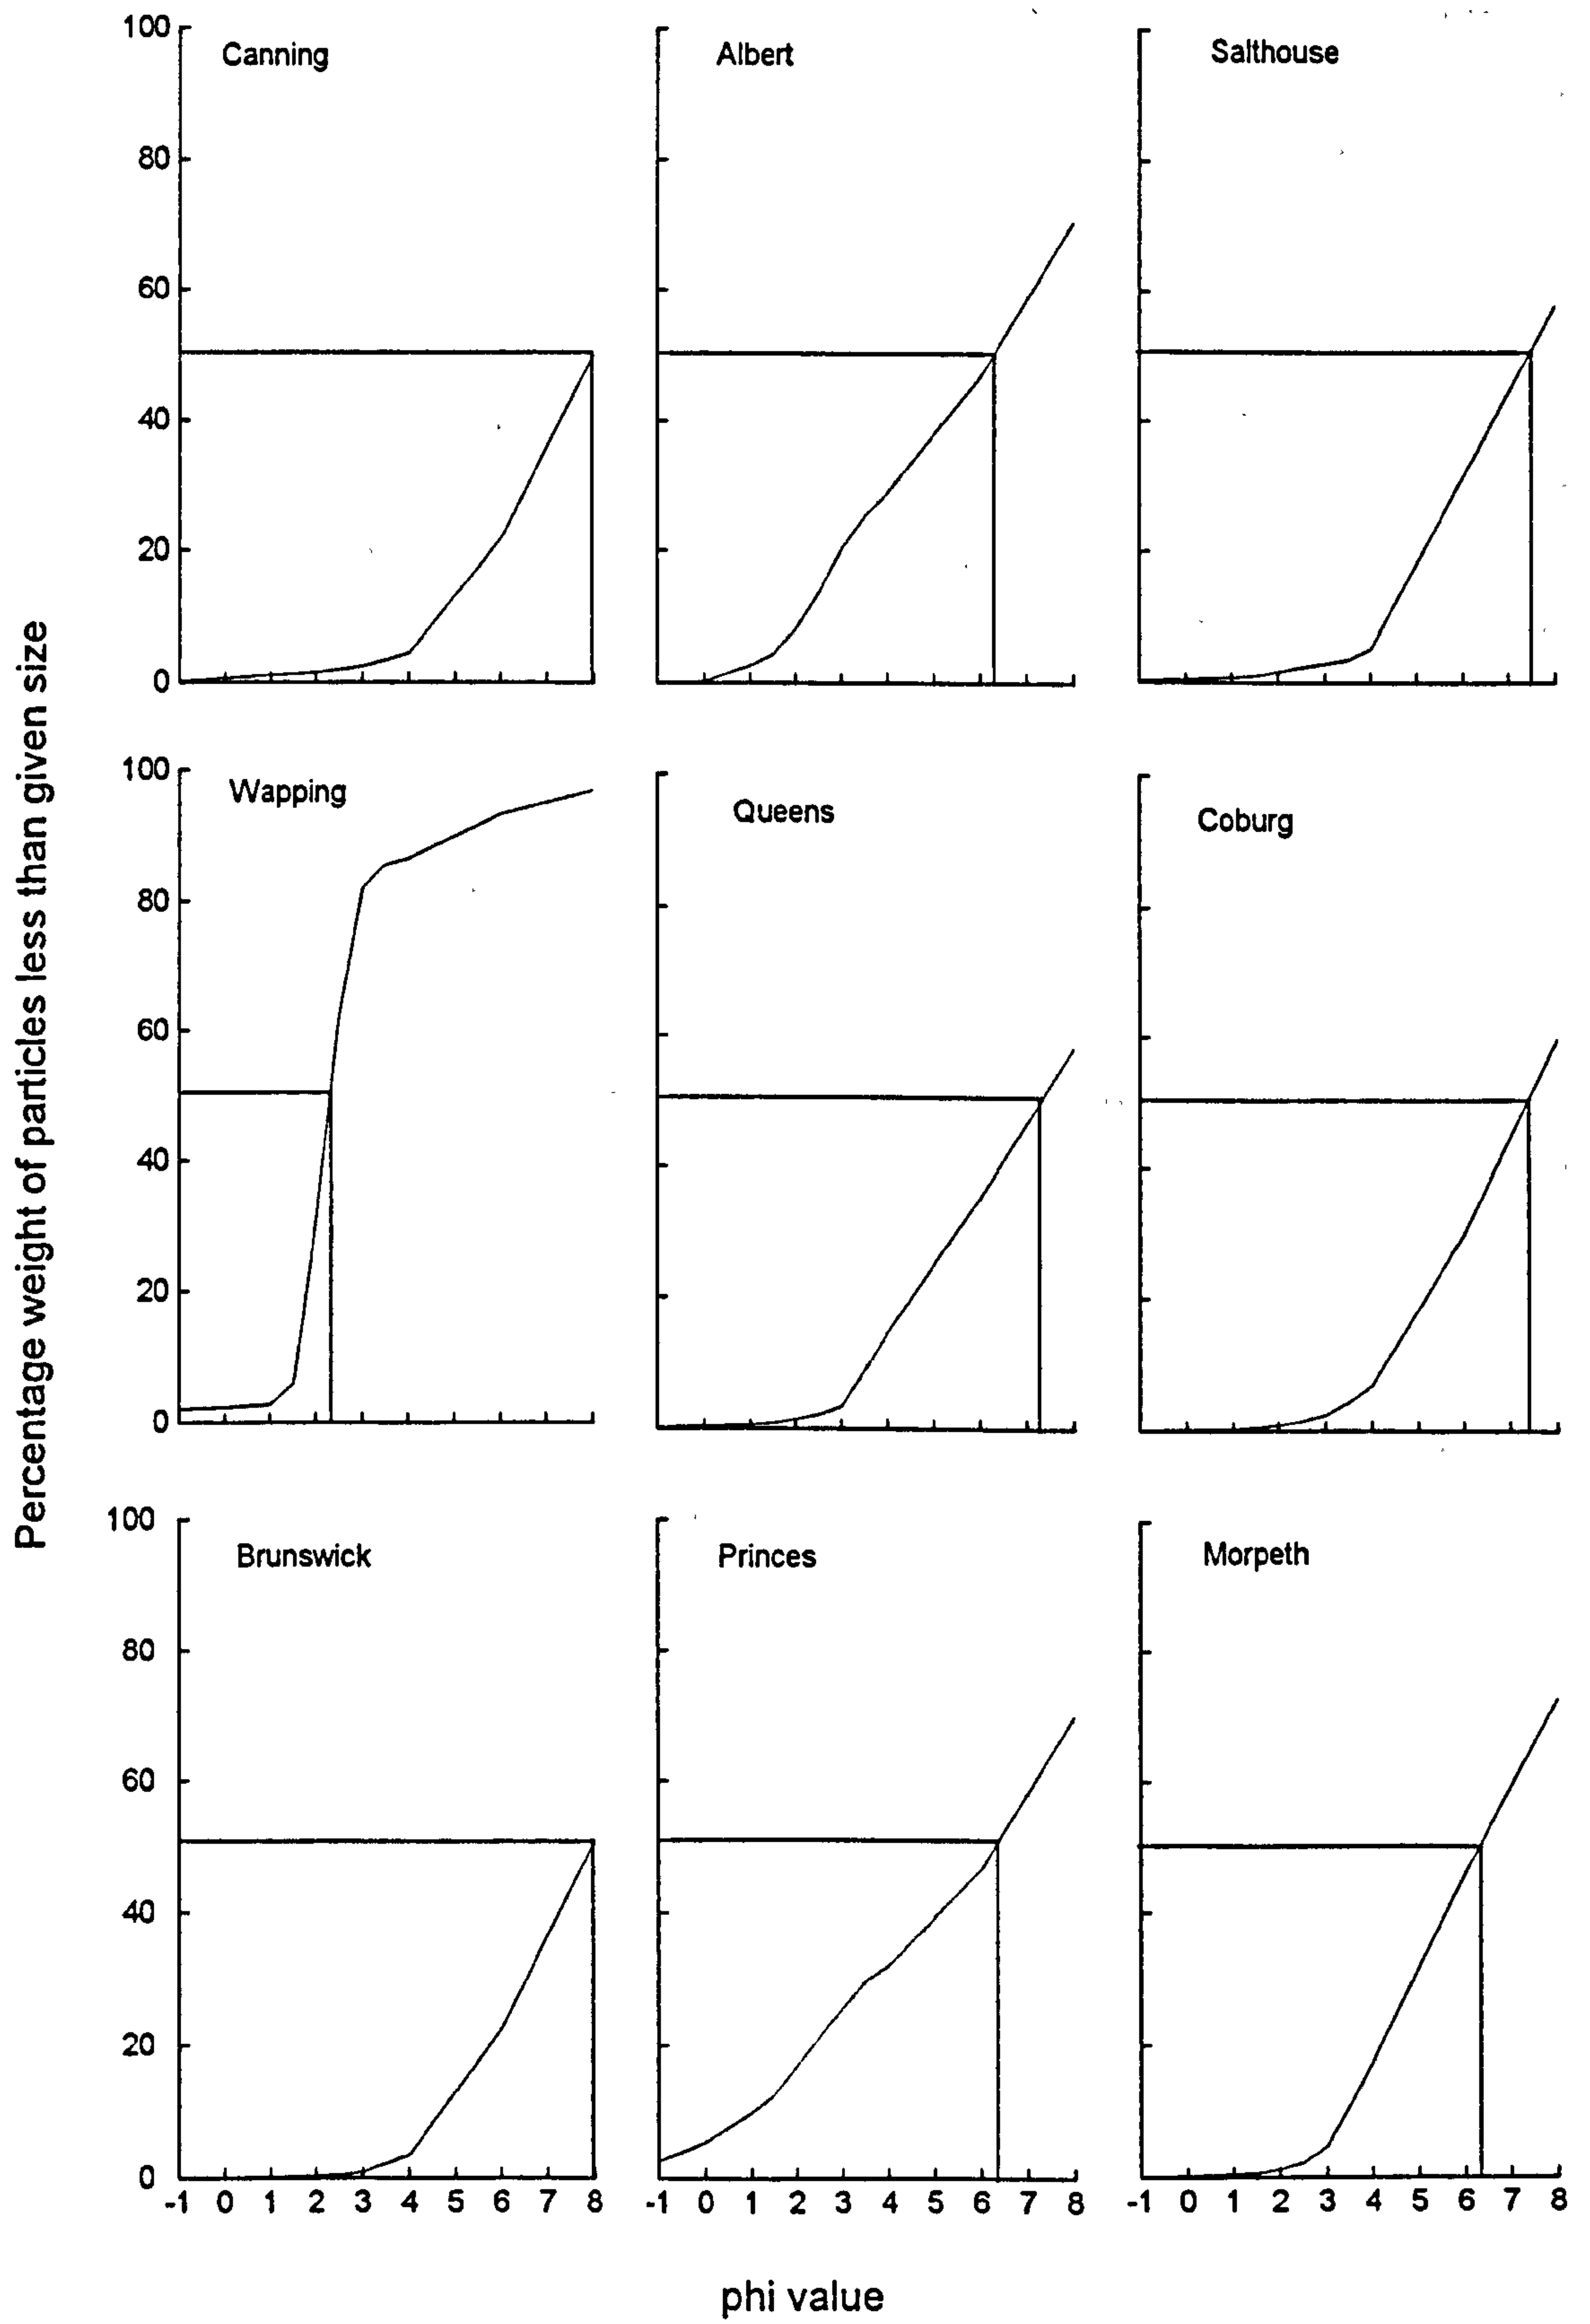 Percentage weight of particles less than given size
100 80 60 40 20 0
Canning
Albert
Salthouse
100 80 60 40 20 0
Wapping
Queens
Coburg
100 80 60 40 20 0
Brunswick
Princes
Morpeth
-1 0 1 2 3 4 5 6 7 8
-1 0 1 2 3 4 5 6 7 8
-1 0 1 2 3 4 5 6 7 8
phi value